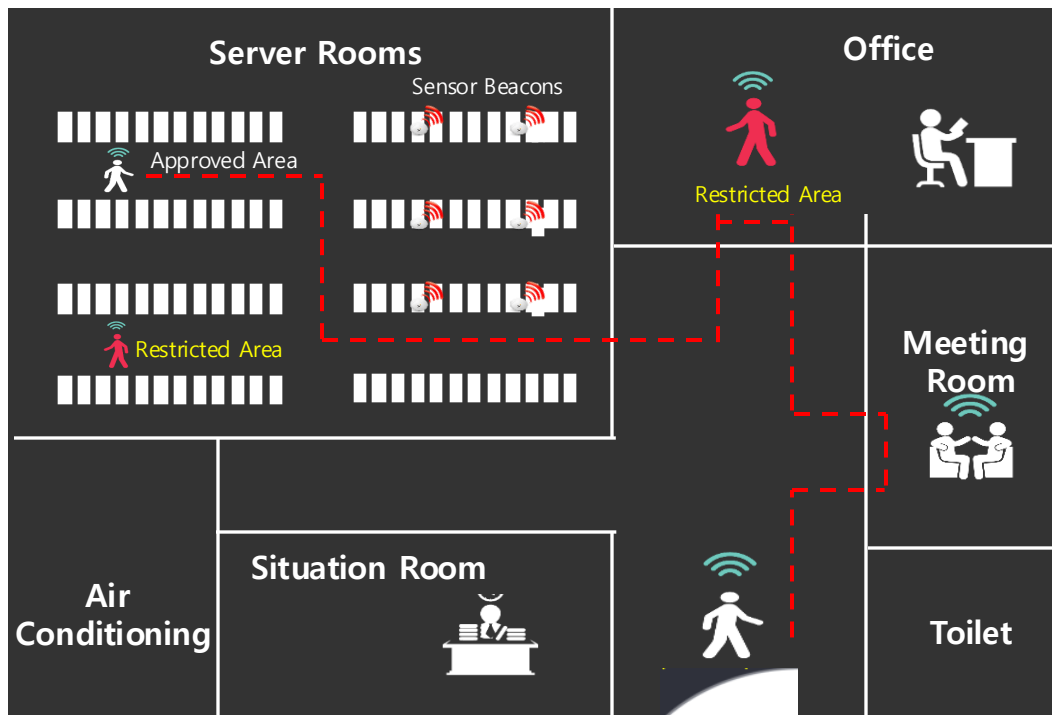 Server Rooms
Office
Sensor Beacons
Approved Area
Restricted Area
Restricted Area
Meeting
Room
Situation Room
Air
Conditioning
Toilet